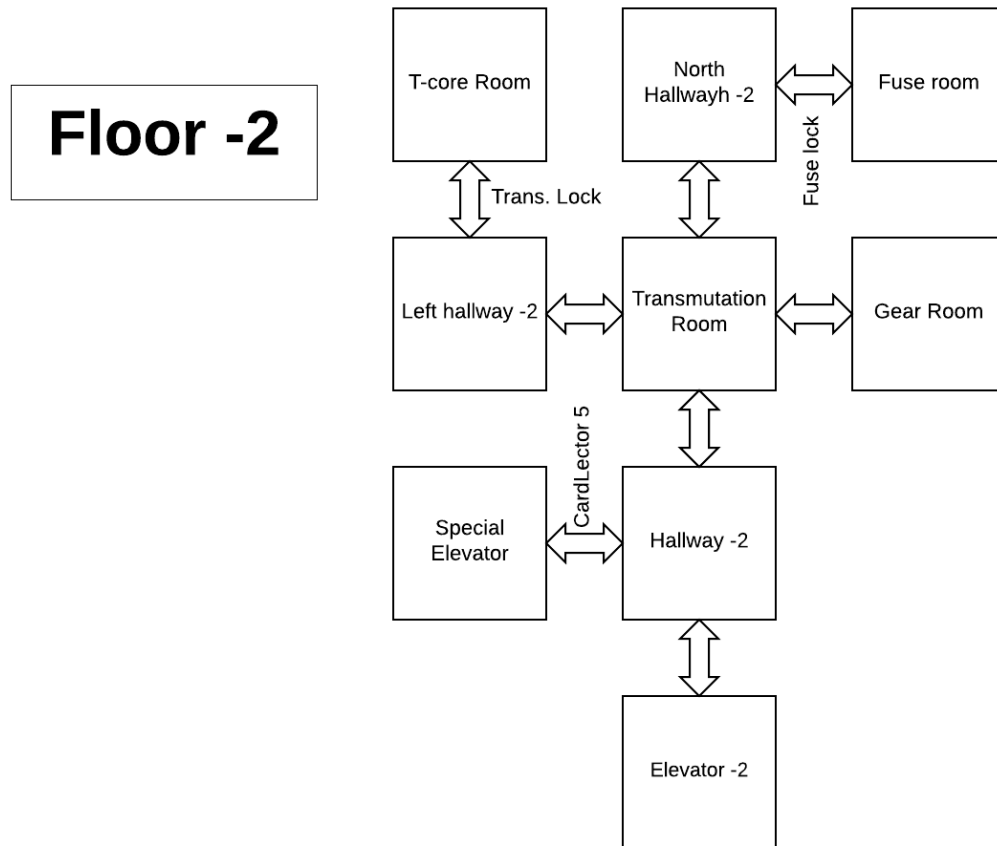 Floor -2
T-core Room
North
Hallwayh -2
Fuse room
Fuse lock
Trans. Lock
Left hallway -2
Transmutation
Room
Gear Room
CardLector 5
Special
Elevator
Hallway -2
Elevator -2